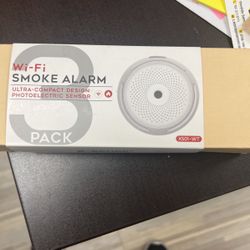 3
Wi-Fi
SMOKE ALARM
ULTRA-COMPACT DESIGN
PHOTOELECTRIC SENSOR
PACK
XS01-WT